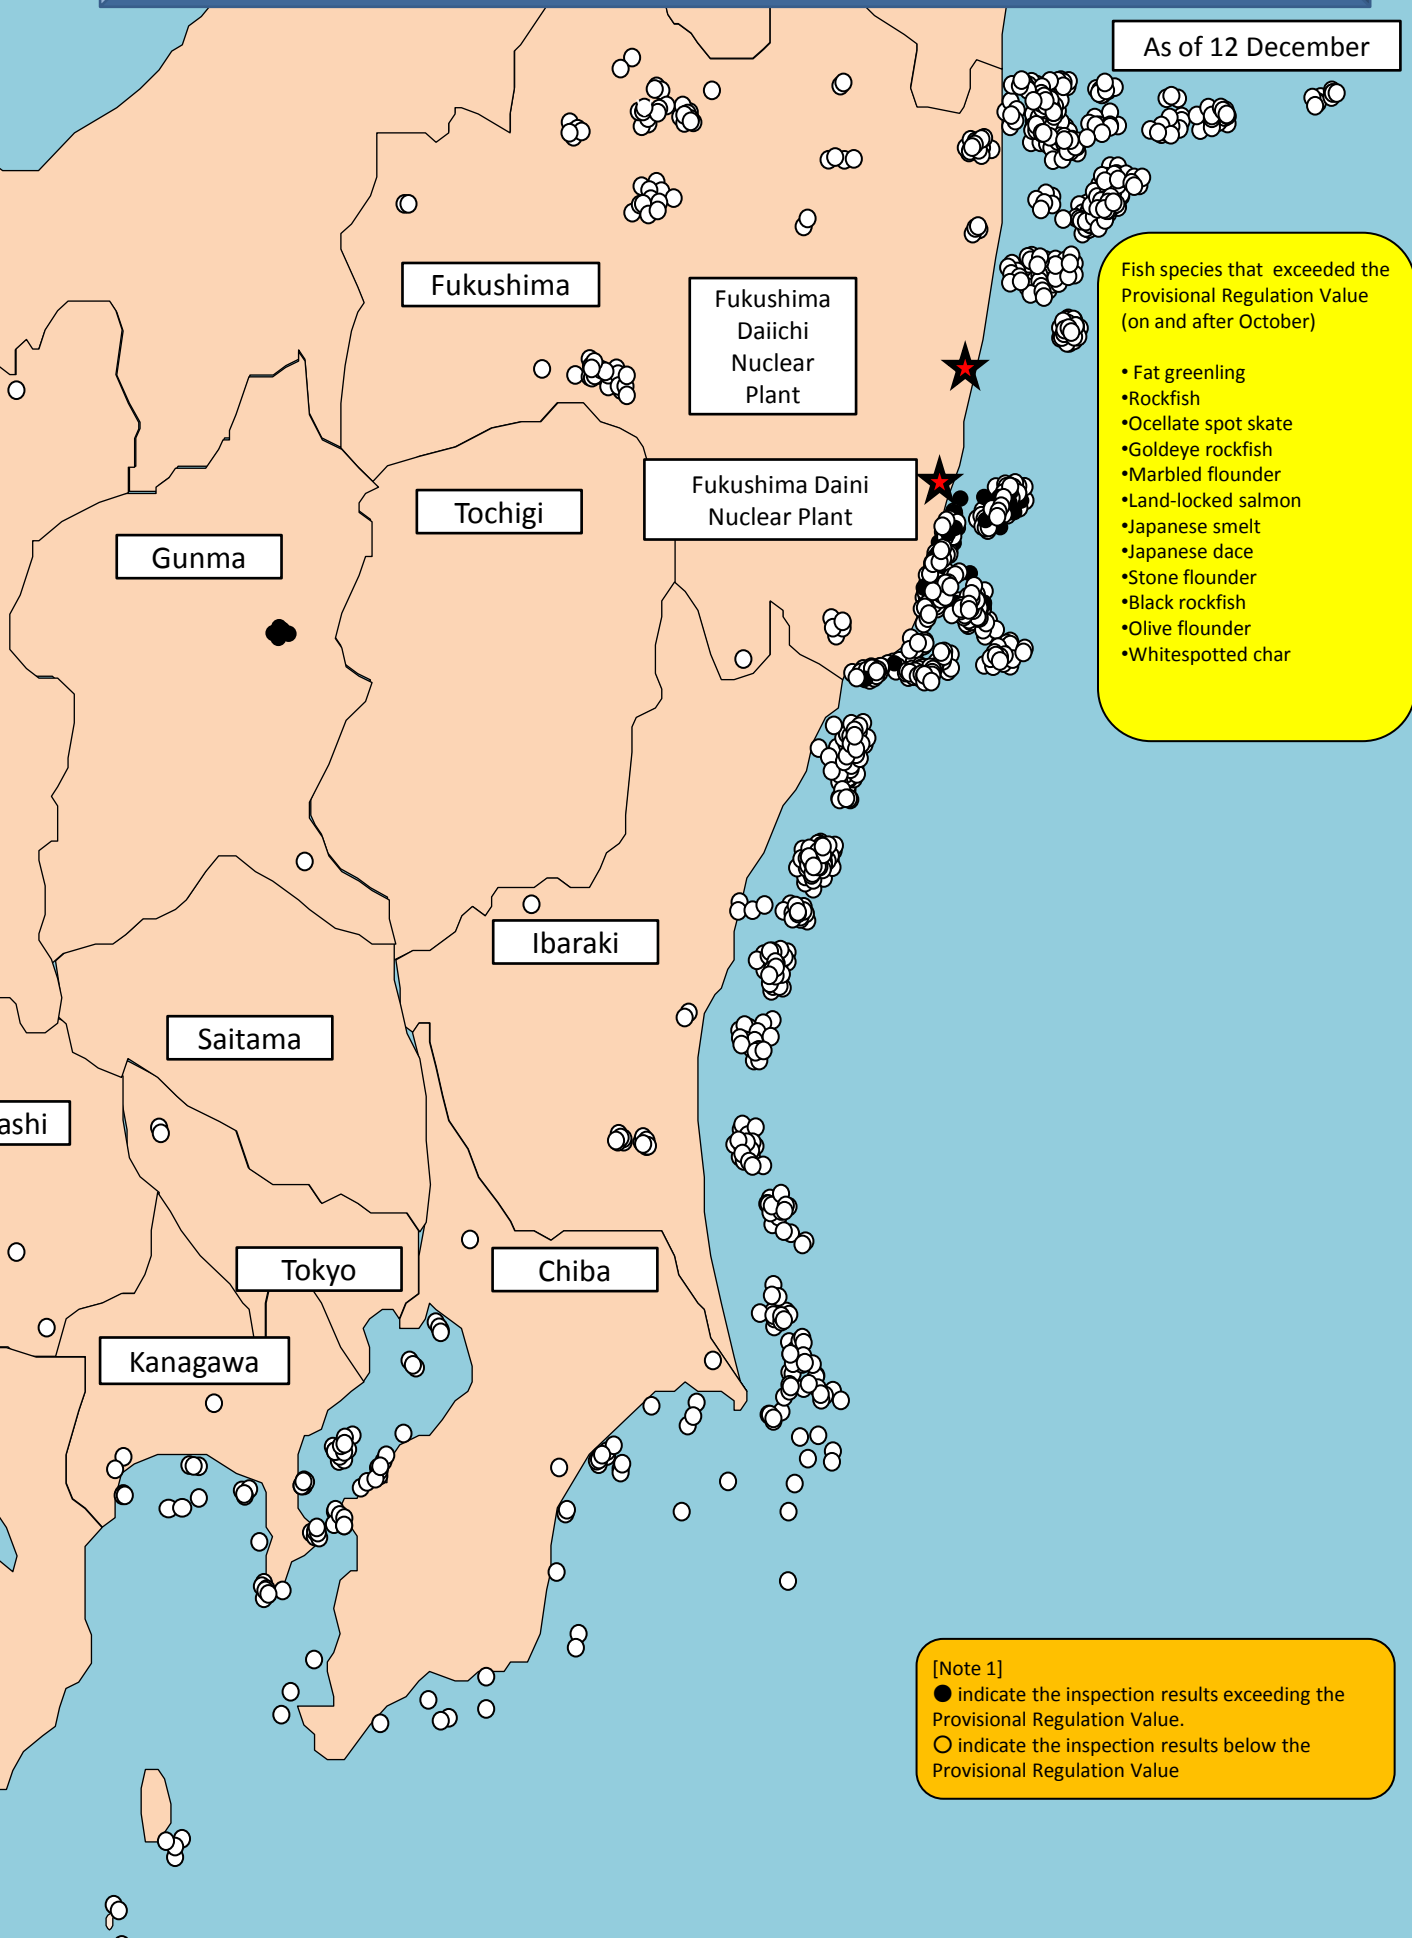 As of 12 December
Fish species that exceeded the
Provisional Regulation Value
(on and after October)
• Fat greenling
•Rockfish
•Ocellate spot skate
•Goldeye rockfish
•Marbled flounder
•Land-locked salmon
•Japanese smelt
•Japanese dace
•Stone flounder
•Black rockfish
•Olive flounder
•Whitespotted char
Fukushima
Fukushima
Daiichi
Nuclear
Plant
Fukushima Daini
Nuclear Plant
Tochigi
Gunma
Ibaraki
Saitama
ashi
Tokyo
Chiba
Kanagawa
[Note 1]
● indicate the inspection results exceeding the
Provisional Regulation Value.
○ indicate the inspection results below the
Provisional Regulation Value